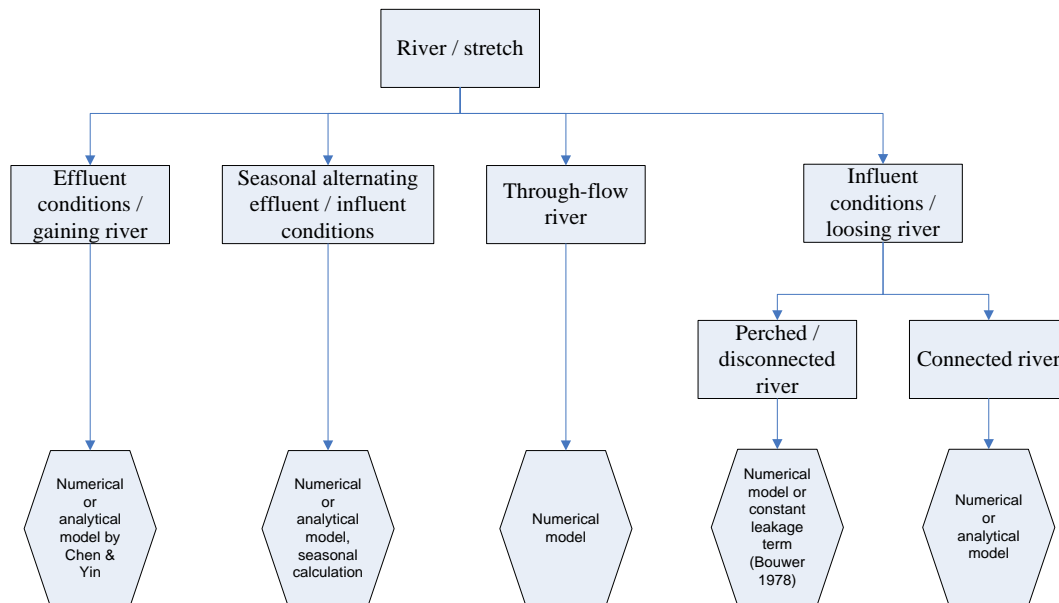 River / stretch
Effluent
conditions /
gaining river
Seasonal alternating
effluent / influent
conditions
Through-flow
river
Influent
conditions /
loosing river
Perched /
disconnected
river
Connected river
Numerical
or
analytical
model by
Chen &
Yin
Numerical
or
analytical
model,
seasonal
calculation
Numerical
model
Numerical
model or
constant
leakage
term
(Bouwer
1978)
Numerical
or
analytical
model